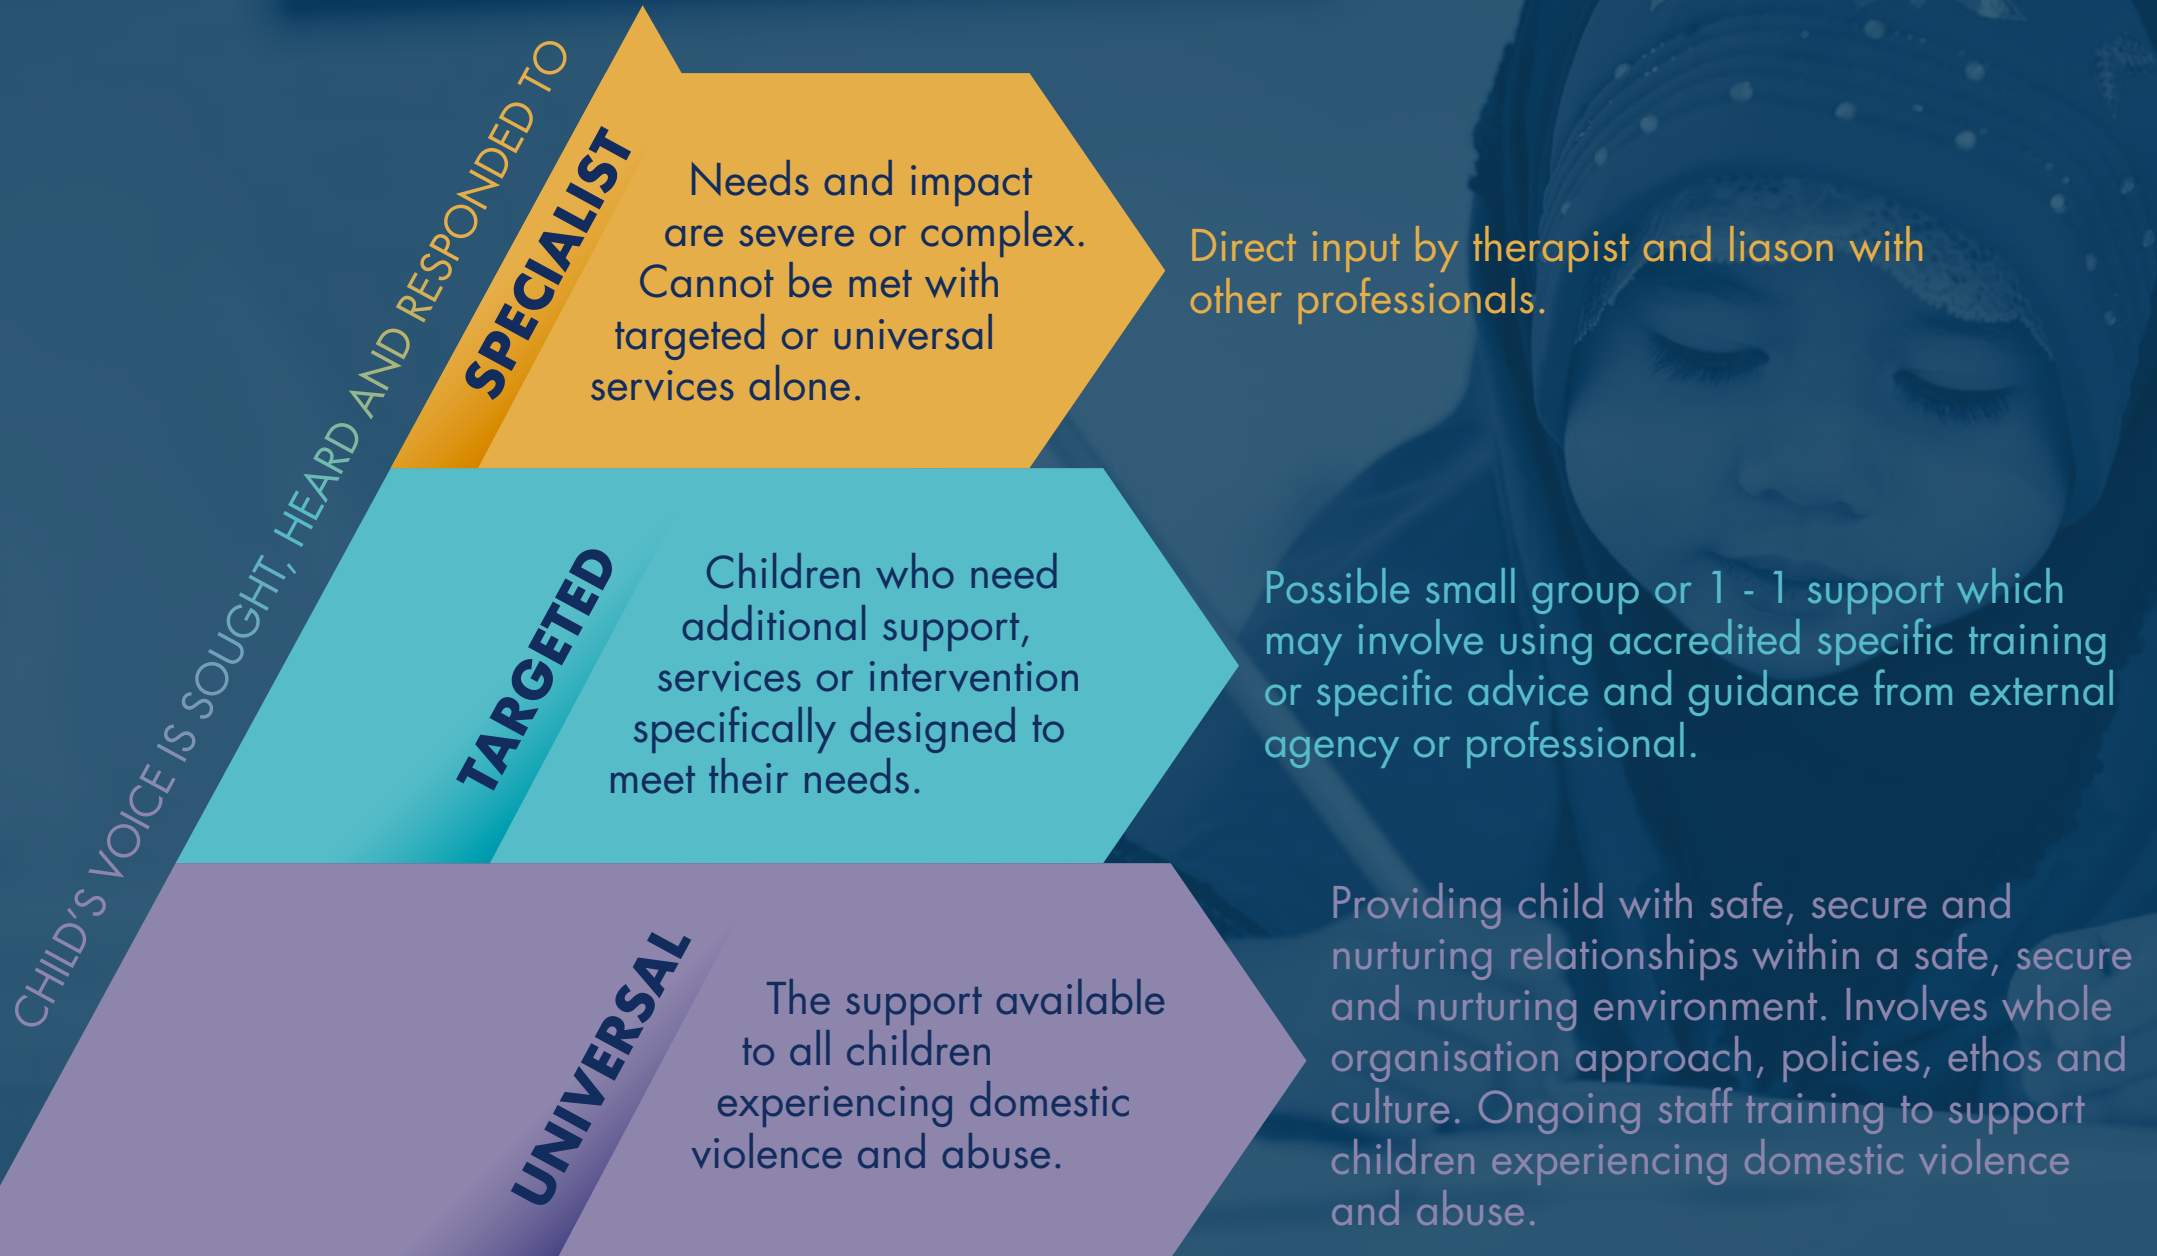 CHILD'S VOICE IS SOUGHT, HEARD AND RESPONDED TO
SPECIALIST
Needs and impact
are severe or complex.
Cannot be met with
targeted or universal
services alone.
Direct input by therapist and liason with
other professionals.
TARGETED
Children who need
additional support,
services or intervention
specifically designed to
meet their needs.
Possible small group or 1 - 1 support which
may involve using accredited specific training
or specific advice and guidance from external
agency or professional.
UNIVERSAL
The support available
to all children
experiencing domestic
violence and abuse.
Providing child with safe, secure and
nurturing relationships within a safe, secure
and nurturing environment. Involves whole
organisation approach, policies, ethos and
culture. Ongoing staff training to support
children experiencing domestic violence
and abuse.